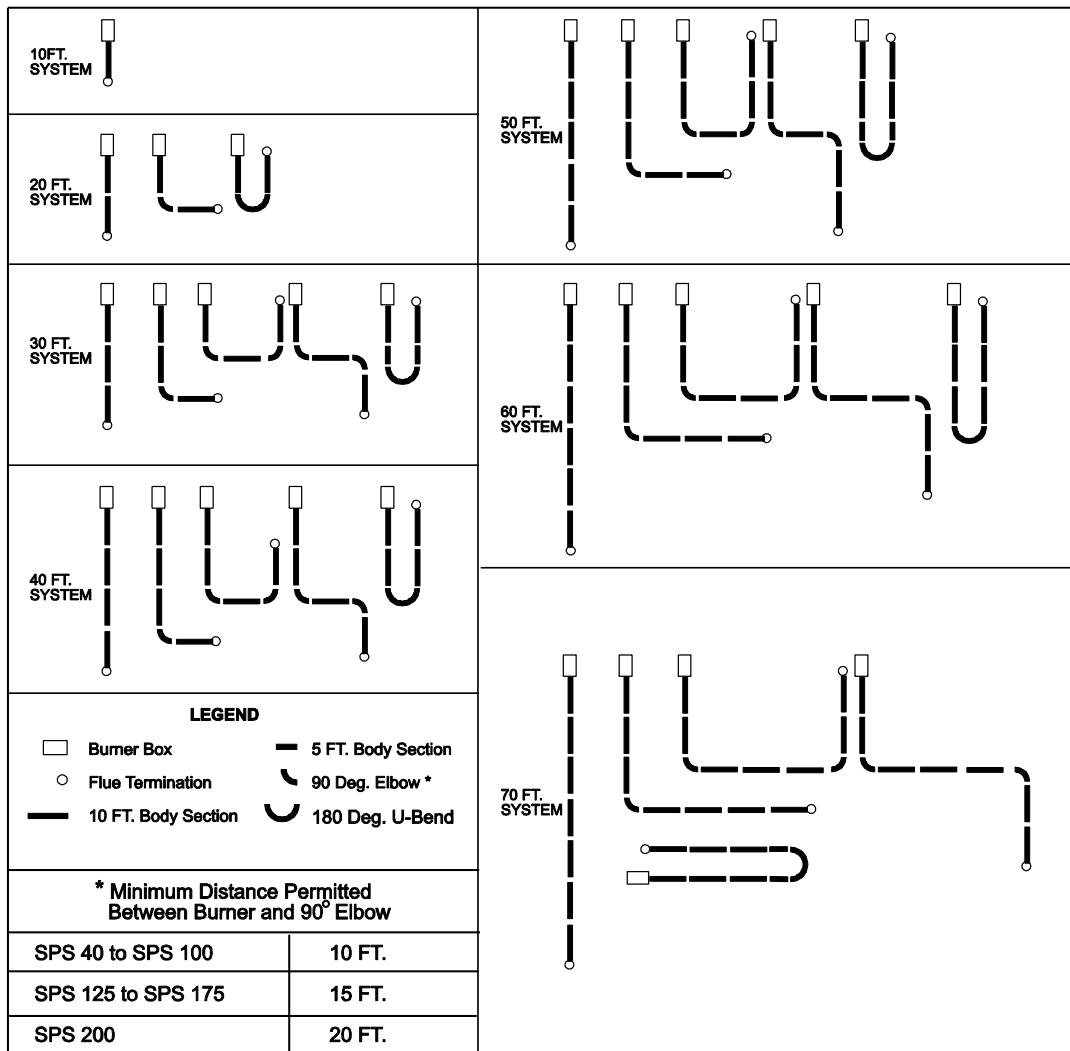 10FT.
SYSTEM
20 FT.
SYSTEM
30 FT.
SYSTEM
40 FT.
SYSTEM
LEGEND
Burner Box
5 FT. Body Section
Flue Termination
90 Deg. Elbow *
10 FT. Body Section
180 Deg. U-Bend
* Minimum Distance Permitted
Between Burner and 90° Elbow
SPS 40 to SPS 100 10 FT.
SPS 125 to SPS 175 15 FT.
SPS 200 20 FT.
50 FT.
SYSTEM
60 FT.
SYSTEM
70 FT.
SYSTEM